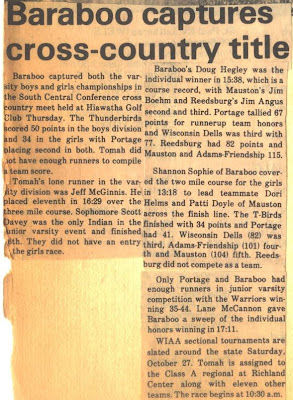 Baraboo captures
cross-country title
Baraboo captured both the var-
sity boys and girls championships
in the South Central Conference cross
country meet held at Hiswatha Golf
Club Thursday. The Thunderbirds
scored 50 points in the boys division
and 34 in the girls with Portage
placing second in both. Tomah did
not have enough runners to compile
a team score.
Tomah's lone runner in the var-
ity division was Jeff McGinnis. He
placed eleventh in 16:29 over the
three mile course. Sophomore Scott
Davey was the only Indian in the
junior varsity event and finished
6th. They did not have an entry
the girls race.
Baraboo's Doug Hegley was the
individual winner in 15:38, which is a
course record, with Mauston's Jim
Boehm and Reedsburg's Jim Angus
second and third. Portage tallied 67
points for runnerup team honors
and Wisconsin Dells was third with
77. Reedsburg had 82 points and
Mauston and Adams-Friendship 115.
Shannon Sophie of Baraboo cover-
ed the two mile course for the girls
in 13:18 to lead teammate Dori
Helms and Patti Doyle of Mauston
across the finish line. The T-Birds
finished with 34 points and Portage
had 41. Wisconsin Dells (82) was
third, Adams-Friendship (101) four-
th and Mauston (104) fifth. Reeds-
burg did not compete as a team.
Only Portage and Baraboo had
enough runners in junior varsity
competition with the Warriors win-
ning 35-44. Lane McCannon gave
Baraboo a sweep of the individual
honors winning in 17:11.
WIAA sectional tournaments are
slated around the state Saturday,
October 27. Tomah is assigned to
the Class A regional at Richland
Center along with eleven other
teams. The race begins at 10:30 a.m.